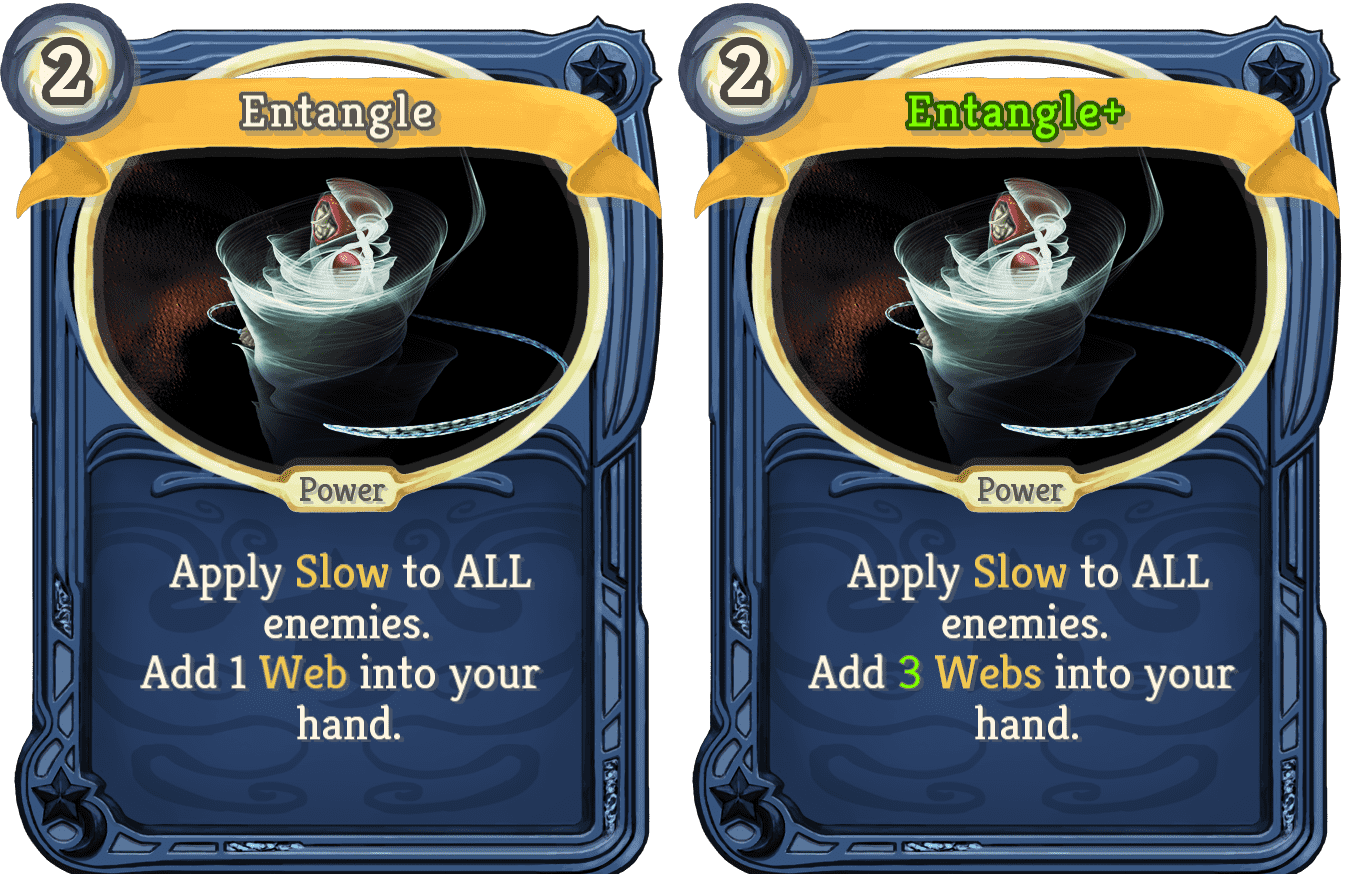 2
Entangle
Power
Apply Slow to ALL
enemies.
Add 1 Web into your
hand.
2
Entangle+
Power
Apply Slow to ALL
enemies.
Add 3 Webs into your
hand.